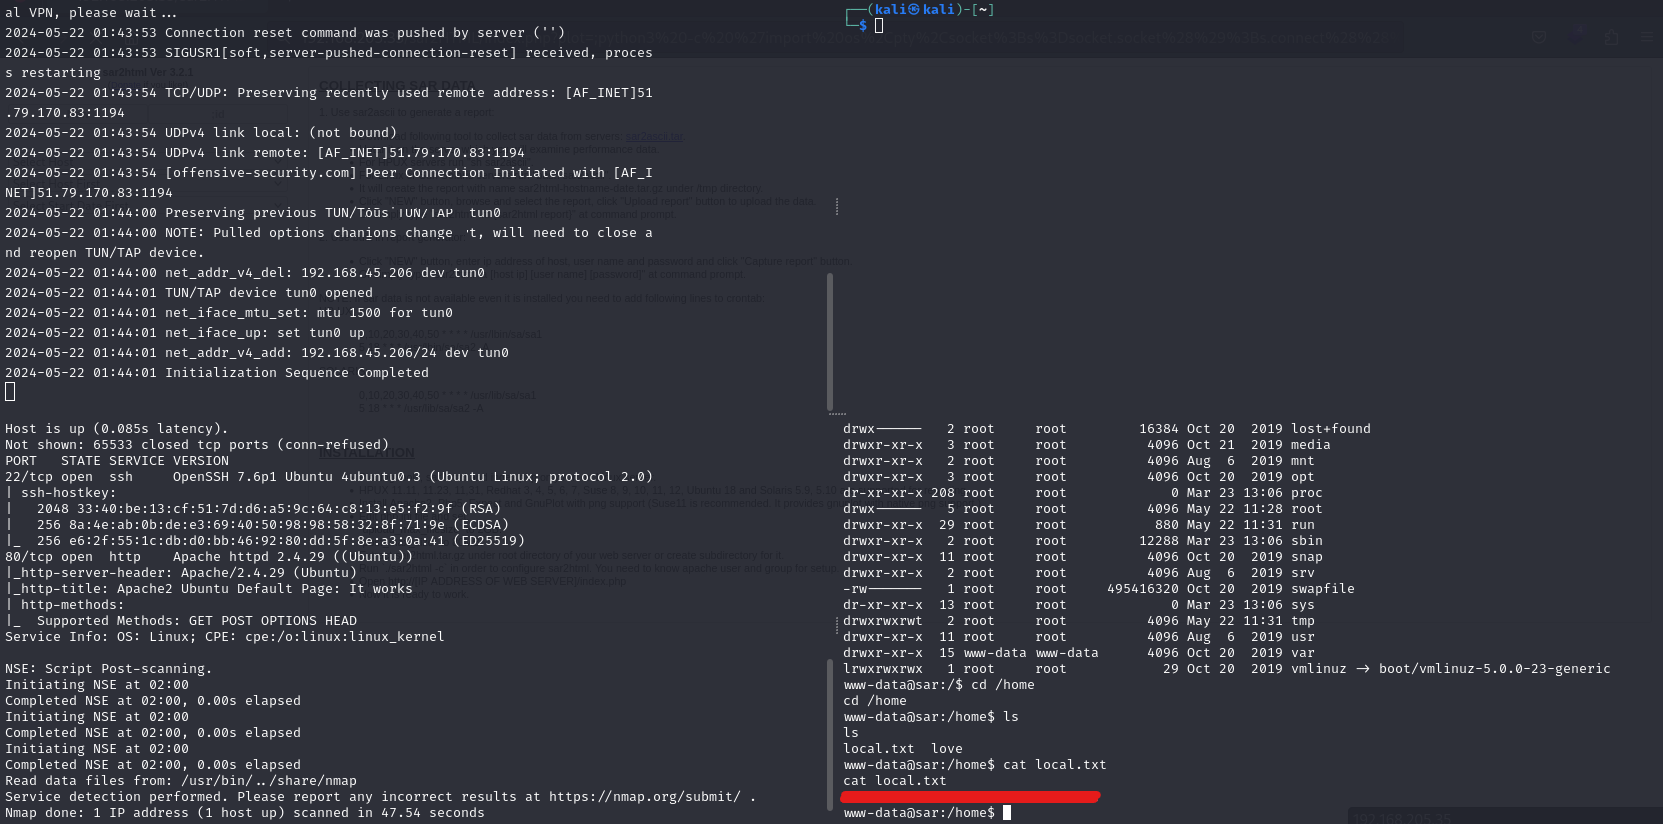 al VPN, please wait...
2024-05-22 01:43:53 Connection reset command was pushed by server ('')
2024-05-22 01:43:53 SIGUSR1[soft,server-pushed-connection-reset] received, proces
s restarting
2024-05-22 01:43:54 TCP/UDP: Preserving recently used remote address: [AF_INET]51
.79.170.83:1194
2024-05-22 01:43:54 UDPv4 link local: (not bound)
2024-05-22 01:43:54 UDPv4 link remote: [AF_INET]51.79.170.83:1194
2024-05-22 01:43:54 [offensive-security.com] Peer Connection Initiated with [AF_I
NET]51.79.170.83:1194
2024-05-22 01:44:00 Preserving previous TUN/TAP tun0
2024-05-22 01:44:00 NOTE: Pulled options change t, will need to close a
nd reopen TUN/TAP device.
2024-05-22 01:44:00 net_addr_v4_del: 192.168.45.206 dev tun0
2024-05-22 01:44:01 TUN/TAP device tun0 opened
2024-05-22 01:44:01 net_iface_mtu_set: mtu 1500 for tun0
2024-05-22 01:44:01 net_iface_up: set tun0 up
2024-05-22 01:44:01 net_addr_v4_add: 192.168.45.206/24 dev tun0
2024-05-22 01:44:01 Initialization Sequence Completed
┌──(kali㉿kali)-[~]
└─$
Host is up (0.085s latency).
Not shown: 65533 closed tcp ports (conn-refused)
PORT   STATE SERVICE VERSION
22/tcp open  ssh     OpenSSH 7.6p1 Ubuntu 4ubuntu0.3 (Ubuntu Linux; protocol 2.0)
| ssh-hostkey:
|   2048 33:40:be:13:cf:51:7d:d6:a5:9c:64:c8:13:e5:f2:9f (RSA)
|   256 8a:4e:ab:0b:de:e3:69:40:50:98:98:58:32:8f:71:9e (ECDSA)
|_  256 e6:2f:55:1c:db:d0:bb:46:92:80:dd:5f:8e:a3:0a:41 (ED25519)
80/tcp open  http    Apache httpd 2.4.29 ((Ubuntu))
|_http-server-header: Apache/2.4.29 (Ubuntu)
|_http-title: Apache2 Ubuntu Default Page: It works
| http-methods:
|_  Supported Methods: GET POST OPTIONS HEAD
Service Info: OS: Linux; CPE: cpe:/o:linux:linux_kernel
NSE: Script Post-scanning.
Initiating NSE at 02:00
Completed NSE at 02:00, 0.00s elapsed
Initiating NSE at 02:00
Completed NSE at 02:00, 0.00s elapsed
Initiating NSE at 02:00
Completed NSE at 02:00, 0.00s elapsed
Read data files from: /usr/bin/../share/nmap
Service detection performed. Please report any incorrect results at https://nmap.org/submit/ .
Nmap done: 1 IP address (1 host up) scanned in 47.54 seconds
drwx------   2 root     root         16384 Oct 20  2019 lost+found
drwxr-xr-x   3 root     root          4096 Oct 21  2019 media
drwxr-xr-x   2 root     root          4096 Aug  6  2019 mnt
drwxr-xr-x   3 root     root          4096 Oct 20  2019 opt
dr-xr-xr-x 208 root     root             0 Mar 23 13:06 proc
drwx------   5 root     root          4096 May 22 11:28 root
drwxr-xr-x  29 root     root           880 May 22 11:31 run
drwxr-xr-x   2 root     root         12288 Mar 23 13:06 sbin
drwxr-xr-x  11 root     root          4096 Oct 20  2019 snap
drwxr-xr-x   2 root     root          4096 Aug  6  2019 srv
-rw-------   1 root     root     495416320 Oct 20  2019 swapfile
dr-xr-xr-x  13 root     root             0 Mar 23 13:06 sys
drwxrwxrwt   2 root     root          4096 May 22 11:31 tmp
drwxr-xr-x  11 root     root          4096 Aug  6  2019 usr
drwxr-xr-x  15 www-data www-data      4096 Oct 20  2019 var
lrwxrwxrwx   1 root     root            29 Oct 20  2019 vmlinuz -> boot/vmlinuz-5.0.0-23-generic
www-data@sar:/$ cd /home
cd /home
www-data@sar:/home$ ls
ls
local.txt  love
www-data@sar:/home$ cat local.txt
cat local.txt
www-data@sar:/home$
192.168.205.35